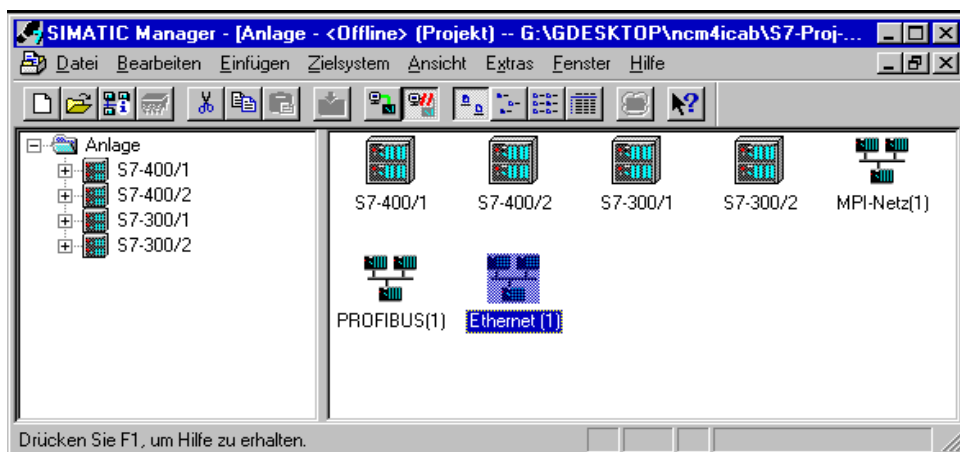 SIMATIC Manager - [Anlage - <Offline> (Projekt) -- G:\GDESKTOP\ncm4icab\S7-Proj-...
Datei Bearbeiten Einfügen Zielsystem Ansicht Extras Fenster Hilfe
Anlage
S7-400/1
S7-400/2
S7-300/1
S7-300/2
S7-400/1 S7-400/2 S7-300/1 S7-300/2 MPI-Netz(1)
PROFIBUS(1) Ethernet (1)
Drücken Sie F1, um Hilfe zu erhalten.